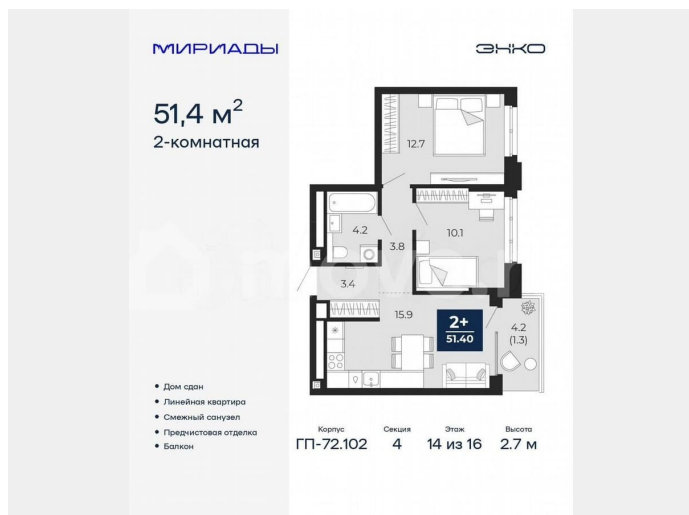 МИРИАДЫ
ЭНКО
51,4 м²
2-комнатная
12.7
4.2
3.8
10.1
3.4
15.9
2+
51.40
4.2
(1.3)
• Дом сдан
• Линейная квартира
• Смежный санузел
• Предчистовая отделка
• Балкон
Корпус Секция Этаж Высота
ГП-72.102 4 14 из 16 2.7 м